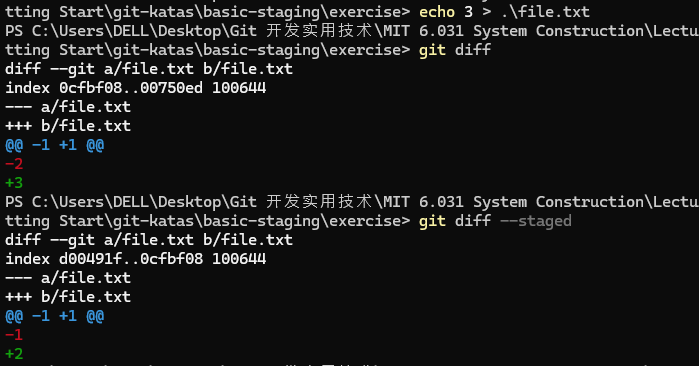 tting Start\git-katas\basic-staging\exercise> echo 3 > .\file.txt
PS C:\Users\DELL\Desktop\Git 开发实用技术\MIT 6.031 System Construction\Lectu
tting Start\git-katas\basic-staging\exercise> git diff
diff --git a/file.txt b/file.txt
index 0cfbf08..00750ed 100644
--- a/file.txt
+++ b/file.txt
@@ -1 +1 @@
-2
+3
PS C:\Users\DELL\Desktop\Git 开发实用技术\MIT 6.031 System Construction\Lectu
tting Start\git-katas\basic-staging\exercise> git diff --staged
diff --git a/file.txt b/file.txt
index d00491f..0cfbf08 100644
--- a/file.txt
+++ b/file.txt
@@ -1 +1 @@
-1
+2